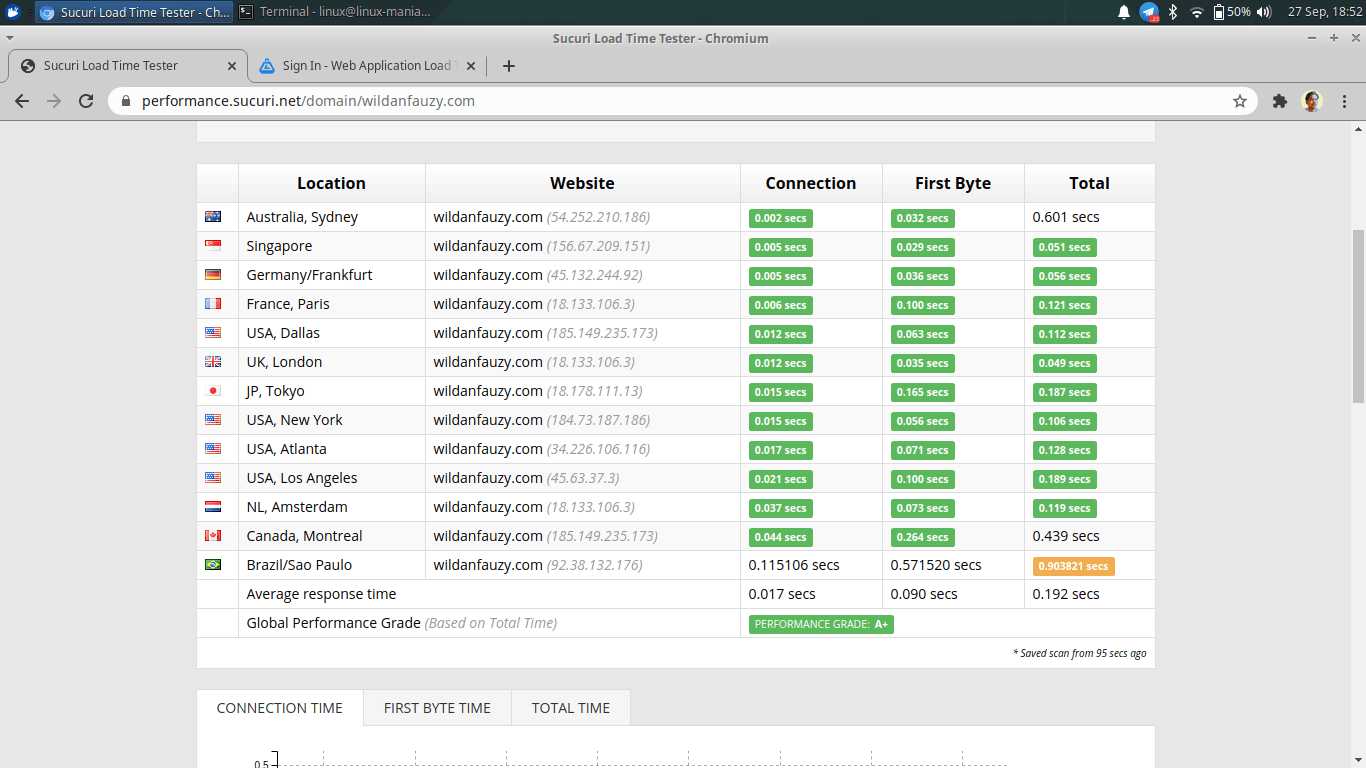 Sucuri Load Time Tester - Ch...
Terminal - linux@linux-mania...
50%
27 Sep, 18:52
Sucuri Load Time Tester - Chromium
Sucuri Load Time Tester
Sign In - Web Application Load T
performance.sucuri.net/domain/wildanfauzy.com
Location Website Connection First Byte Total
Australia, Sydney wildanfauzy.com (54.252.210.186) 0.002 secs 0.032 secs 0.601 secs
Singapore wildanfauzy.com (156.67.209.151) 0.005 secs 0.029 secs 0.051 secs
Germany/Frankfurt wildanfauzy.com (45.132.244.92) 0.005 secs 0.036 secs 0.056 secs
France, Paris wildanfauzy.com (18.133.106.3) 0.006 secs 0.100 secs 0.121 secs
USA, Dallas wildanfauzy.com (185.149.235.173) 0.012 secs 0.063 secs 0.112 secs
UK, London wildanfauzy.com (18.133.106.3) 0.012 secs 0.035 secs 0.049 secs
JP, Tokyo wildanfauzy.com (18.178.111.13) 0.015 secs 0.165 secs 0.187 secs
USA, New York wildanfauzy.com (184.73.187.186) 0.015 secs 0.056 secs 0.106 secs
USA, Atlanta wildanfauzy.com (34.226.106.116) 0.017 secs 0.071 secs 0.128 secs
USA, Los Angeles wildanfauzy.com (45.63.37.3) 0.021 secs 0.100 secs 0.189 secs
NL, Amsterdam wildanfauzy.com (18.133.106.3) 0.037 secs 0.073 secs 0.119 secs
Canada, Montreal wildanfauzy.com (185.149.235.173) 0.044 secs 0.264 secs 0.439 secs
Brazil/Sao Paulo wildanfauzy.com (92.38.132.176) 0.115106 secs 0.571520 secs 0.903821 secs
Average response time 0.017 secs 0.090 secs 0.192 secs
Global Performance Grade (Based on Total Time) PERFORMANCE GRADE: A+
* Saved scan from 95 secs ago
CONNECTION TIME FIRST BYTE TIME TOTAL TIME
0.5